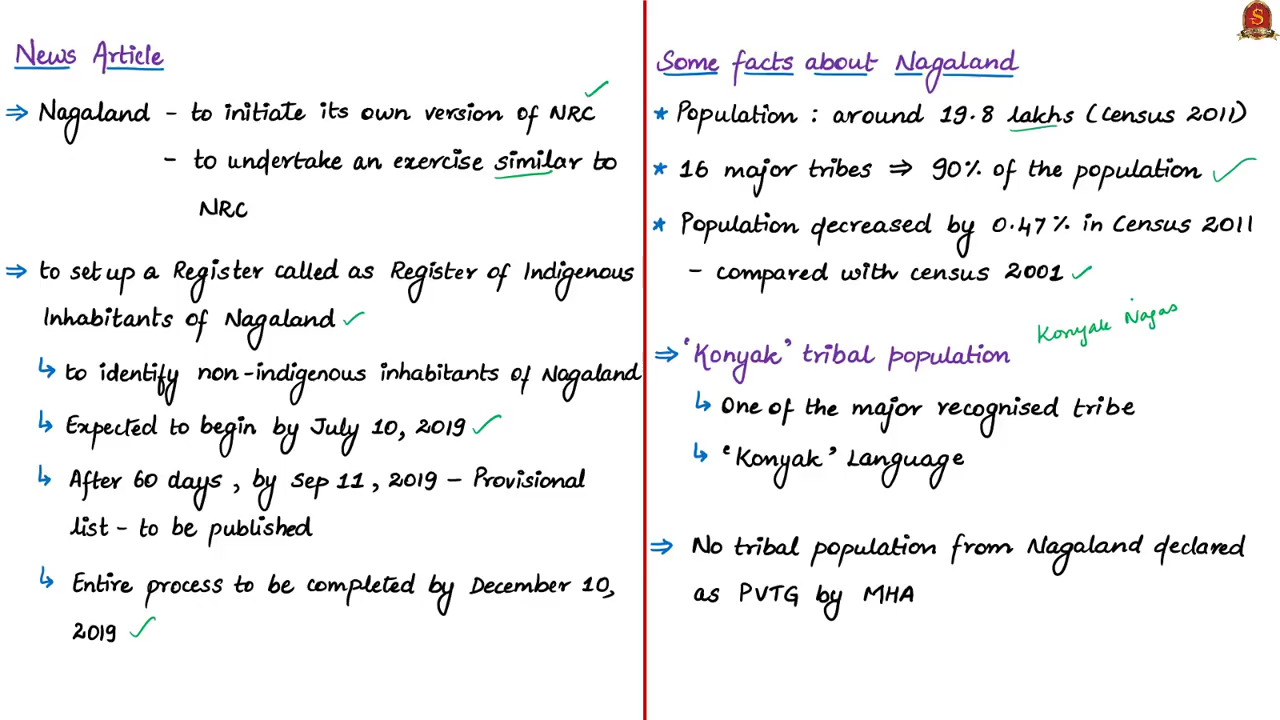 News Article
⇒ Nagaland - to initiate its own version of NRC ✓
- to undertake an exercise similar to
NRC
⇒ to set up a Register called as Register of Indigenous
Inhabitants of Nagaland ✓
↳ to identify non-indigenous inhabitants of Nagaland
↳ Expected to begin by July 10, 2019 ✓
↳ After 60 days, by Sep 11, 2019 - Provisional
list - to be published
↳ Entire process to be completed by December 10,
2019 ✓
S
Some facts about Nagaland
* Population : around 19.8 lakhs (Census 2011)
* 16 major tribes ⇒ 90% of the population ✓
* Population decreased by 0.47% in Census 2011
- compared with census 2001 ✓
Konyak Nagas
⇒ 'Konyak' tribal population
↳ One of the major recognised tribe
↳ 'Konyak' Language
⇒ No tribal population from Nagaland declared
as PVTG by MHA